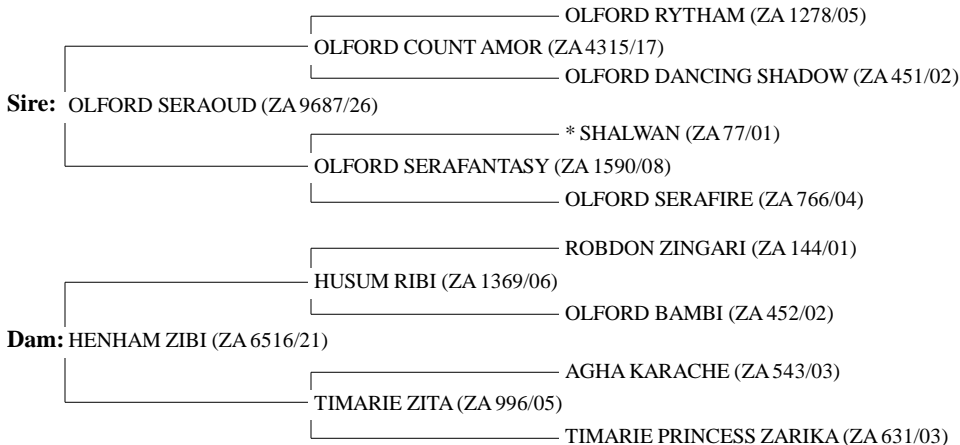 OLFORD RYTHAM (ZA 1278/05)
OLFORD COUNT AMOR (ZA 4315/17)
OLFORD DANCING SHADOW (ZA 451/02)
Sire: OLFORD SERAOUD (ZA 9687/26)
* SHALWAN (ZA 77/01)
OLFORD SERAFANTASY (ZA 1590/08)
OLFORD SERAFIRE (ZA 766/04)
ROBDON ZINGARI (ZA 144/01)
HUSUM RIBI (ZA 1369/06)
OLFORD BAMBI (ZA 452/02)
Dam: HENHAM ZIBI (ZA 6516/21)
AGHA KARACHE (ZA 543/03)
TIMARIE ZITA (ZA 996/05)
TIMARIE PRINCESS ZARIKA (ZA 631/03)